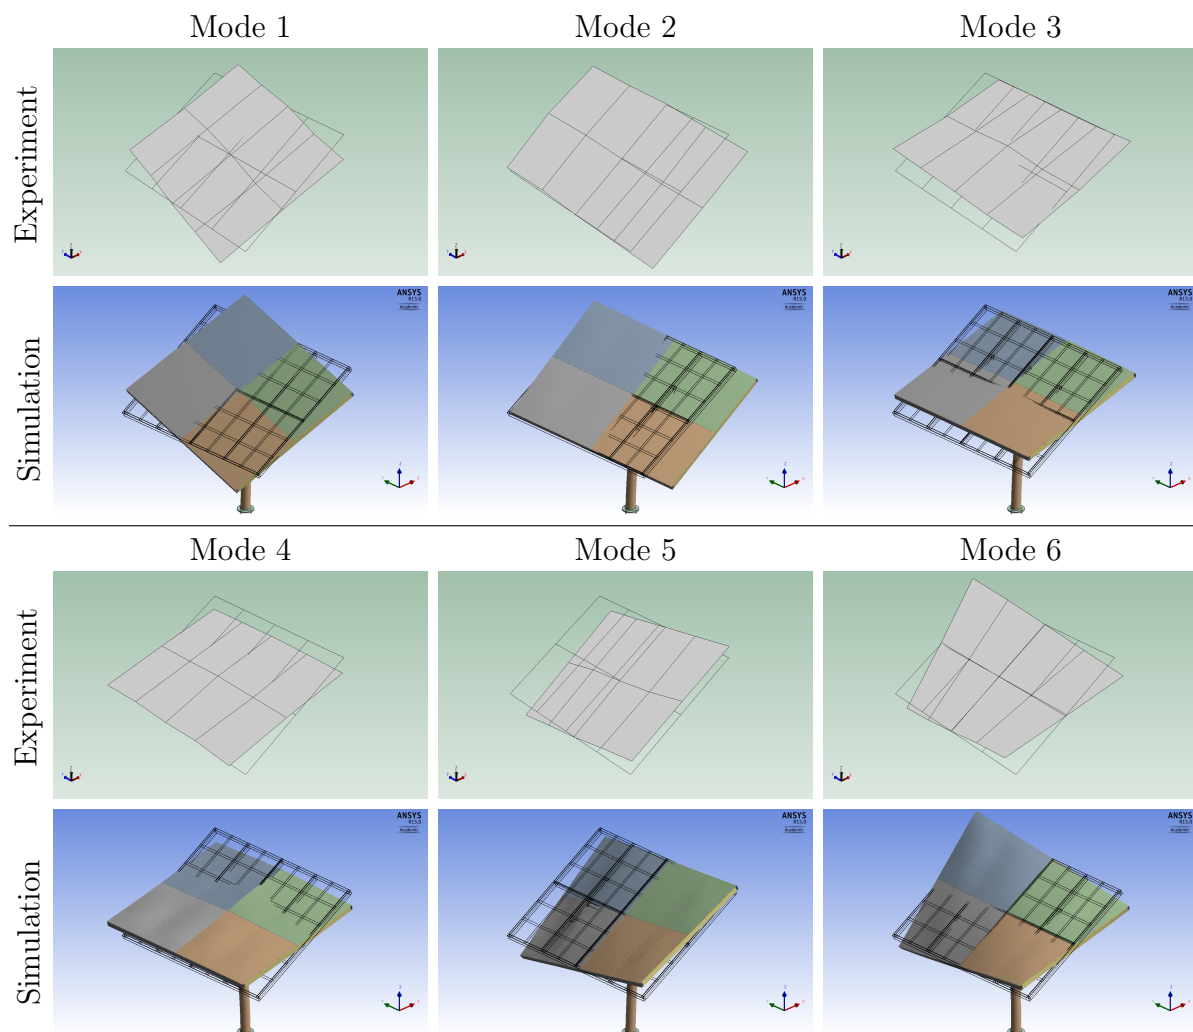 Mode 1 Mode 2 Mode 3
Experiment
ANSYS ANSYS ANSYS
R15.0 R15.0 R15.0
Academic Academic Academic
Simulation
Mode 4 Mode 5 Mode 6
Experiment
ANSYS ANSYS ANSYS
R15.0 R15.0 R15.0
Academic Academic Academic
Simulation